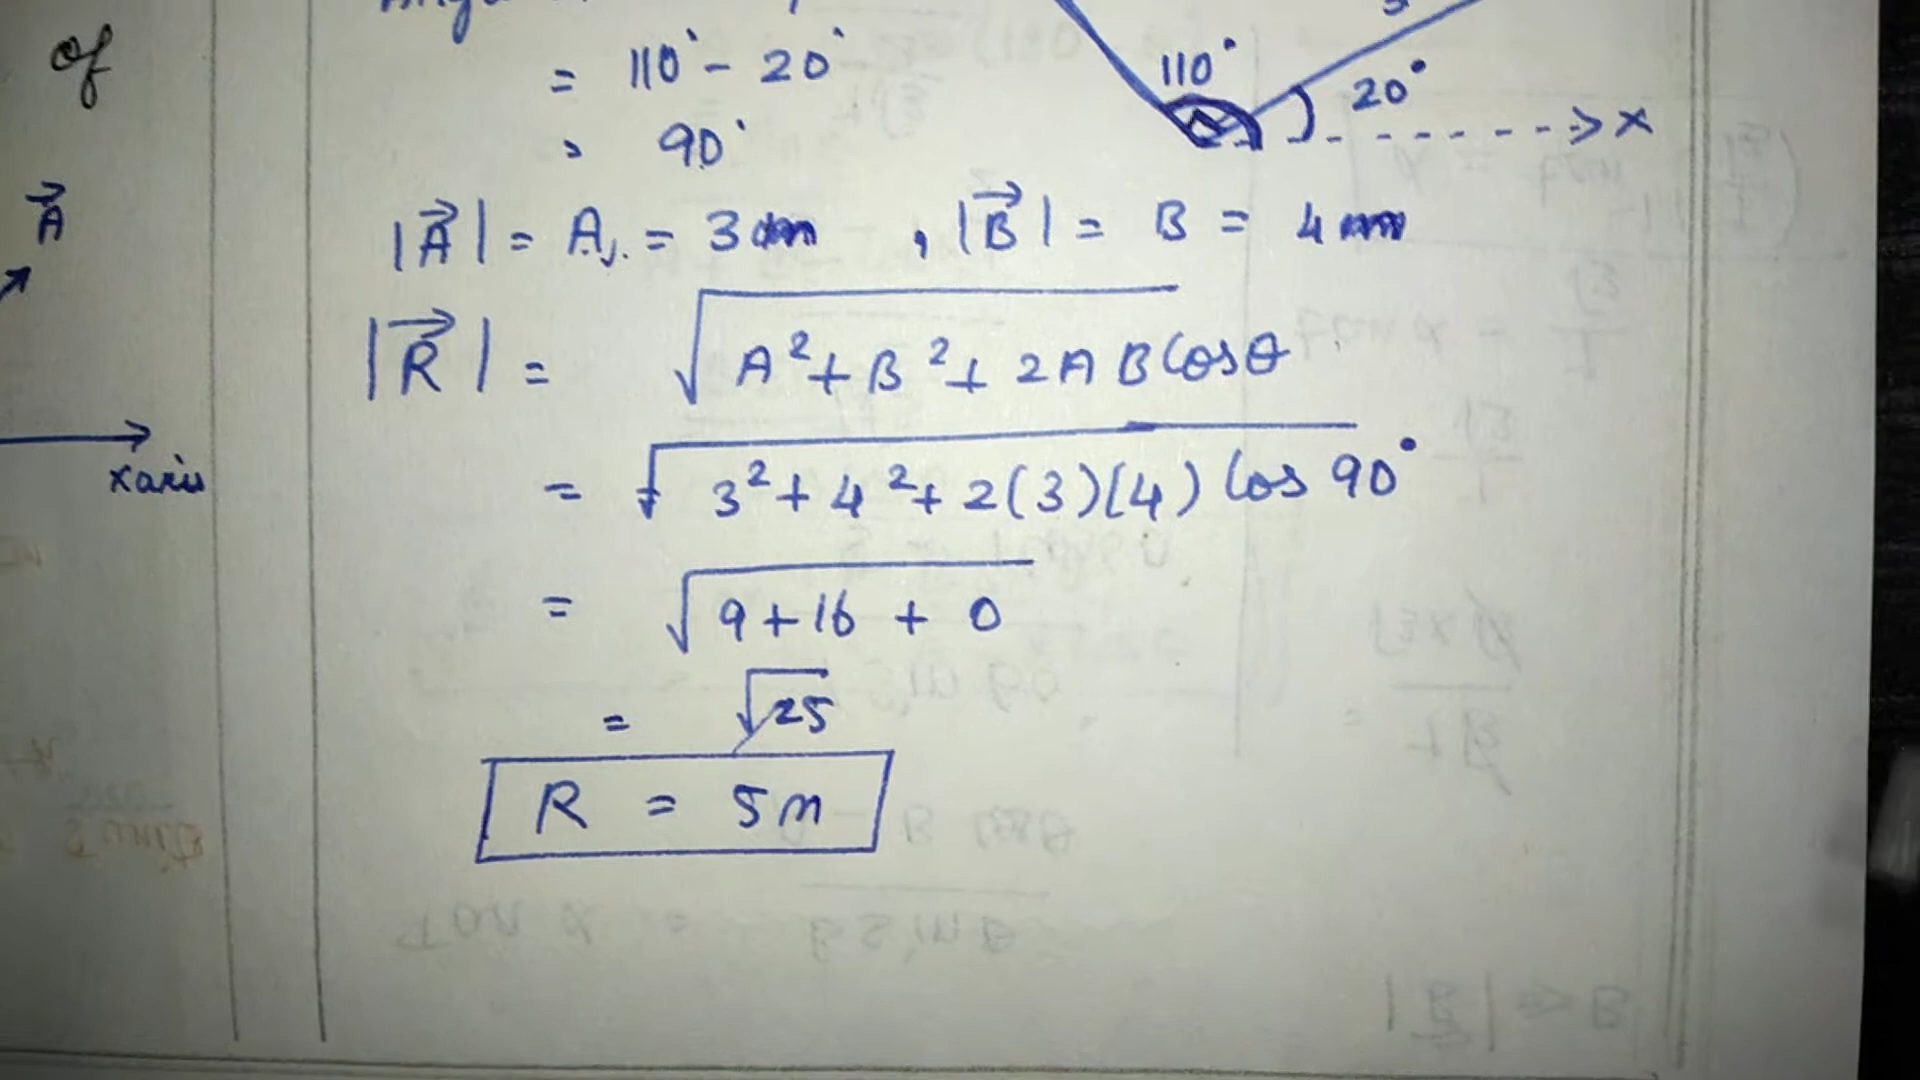 of
A⃗
x axis
= 110° - 20°
= 90°
110°
20°
x
|A⃗| = A = 3 m , |B⃗| = B = 4 m
|R⃗| = √A² + B² + 2AB Cosθ
= √3² + 4² + 2(3)(4) Cos 90°
= √9 + 16 + 0
= √25
R = 5m